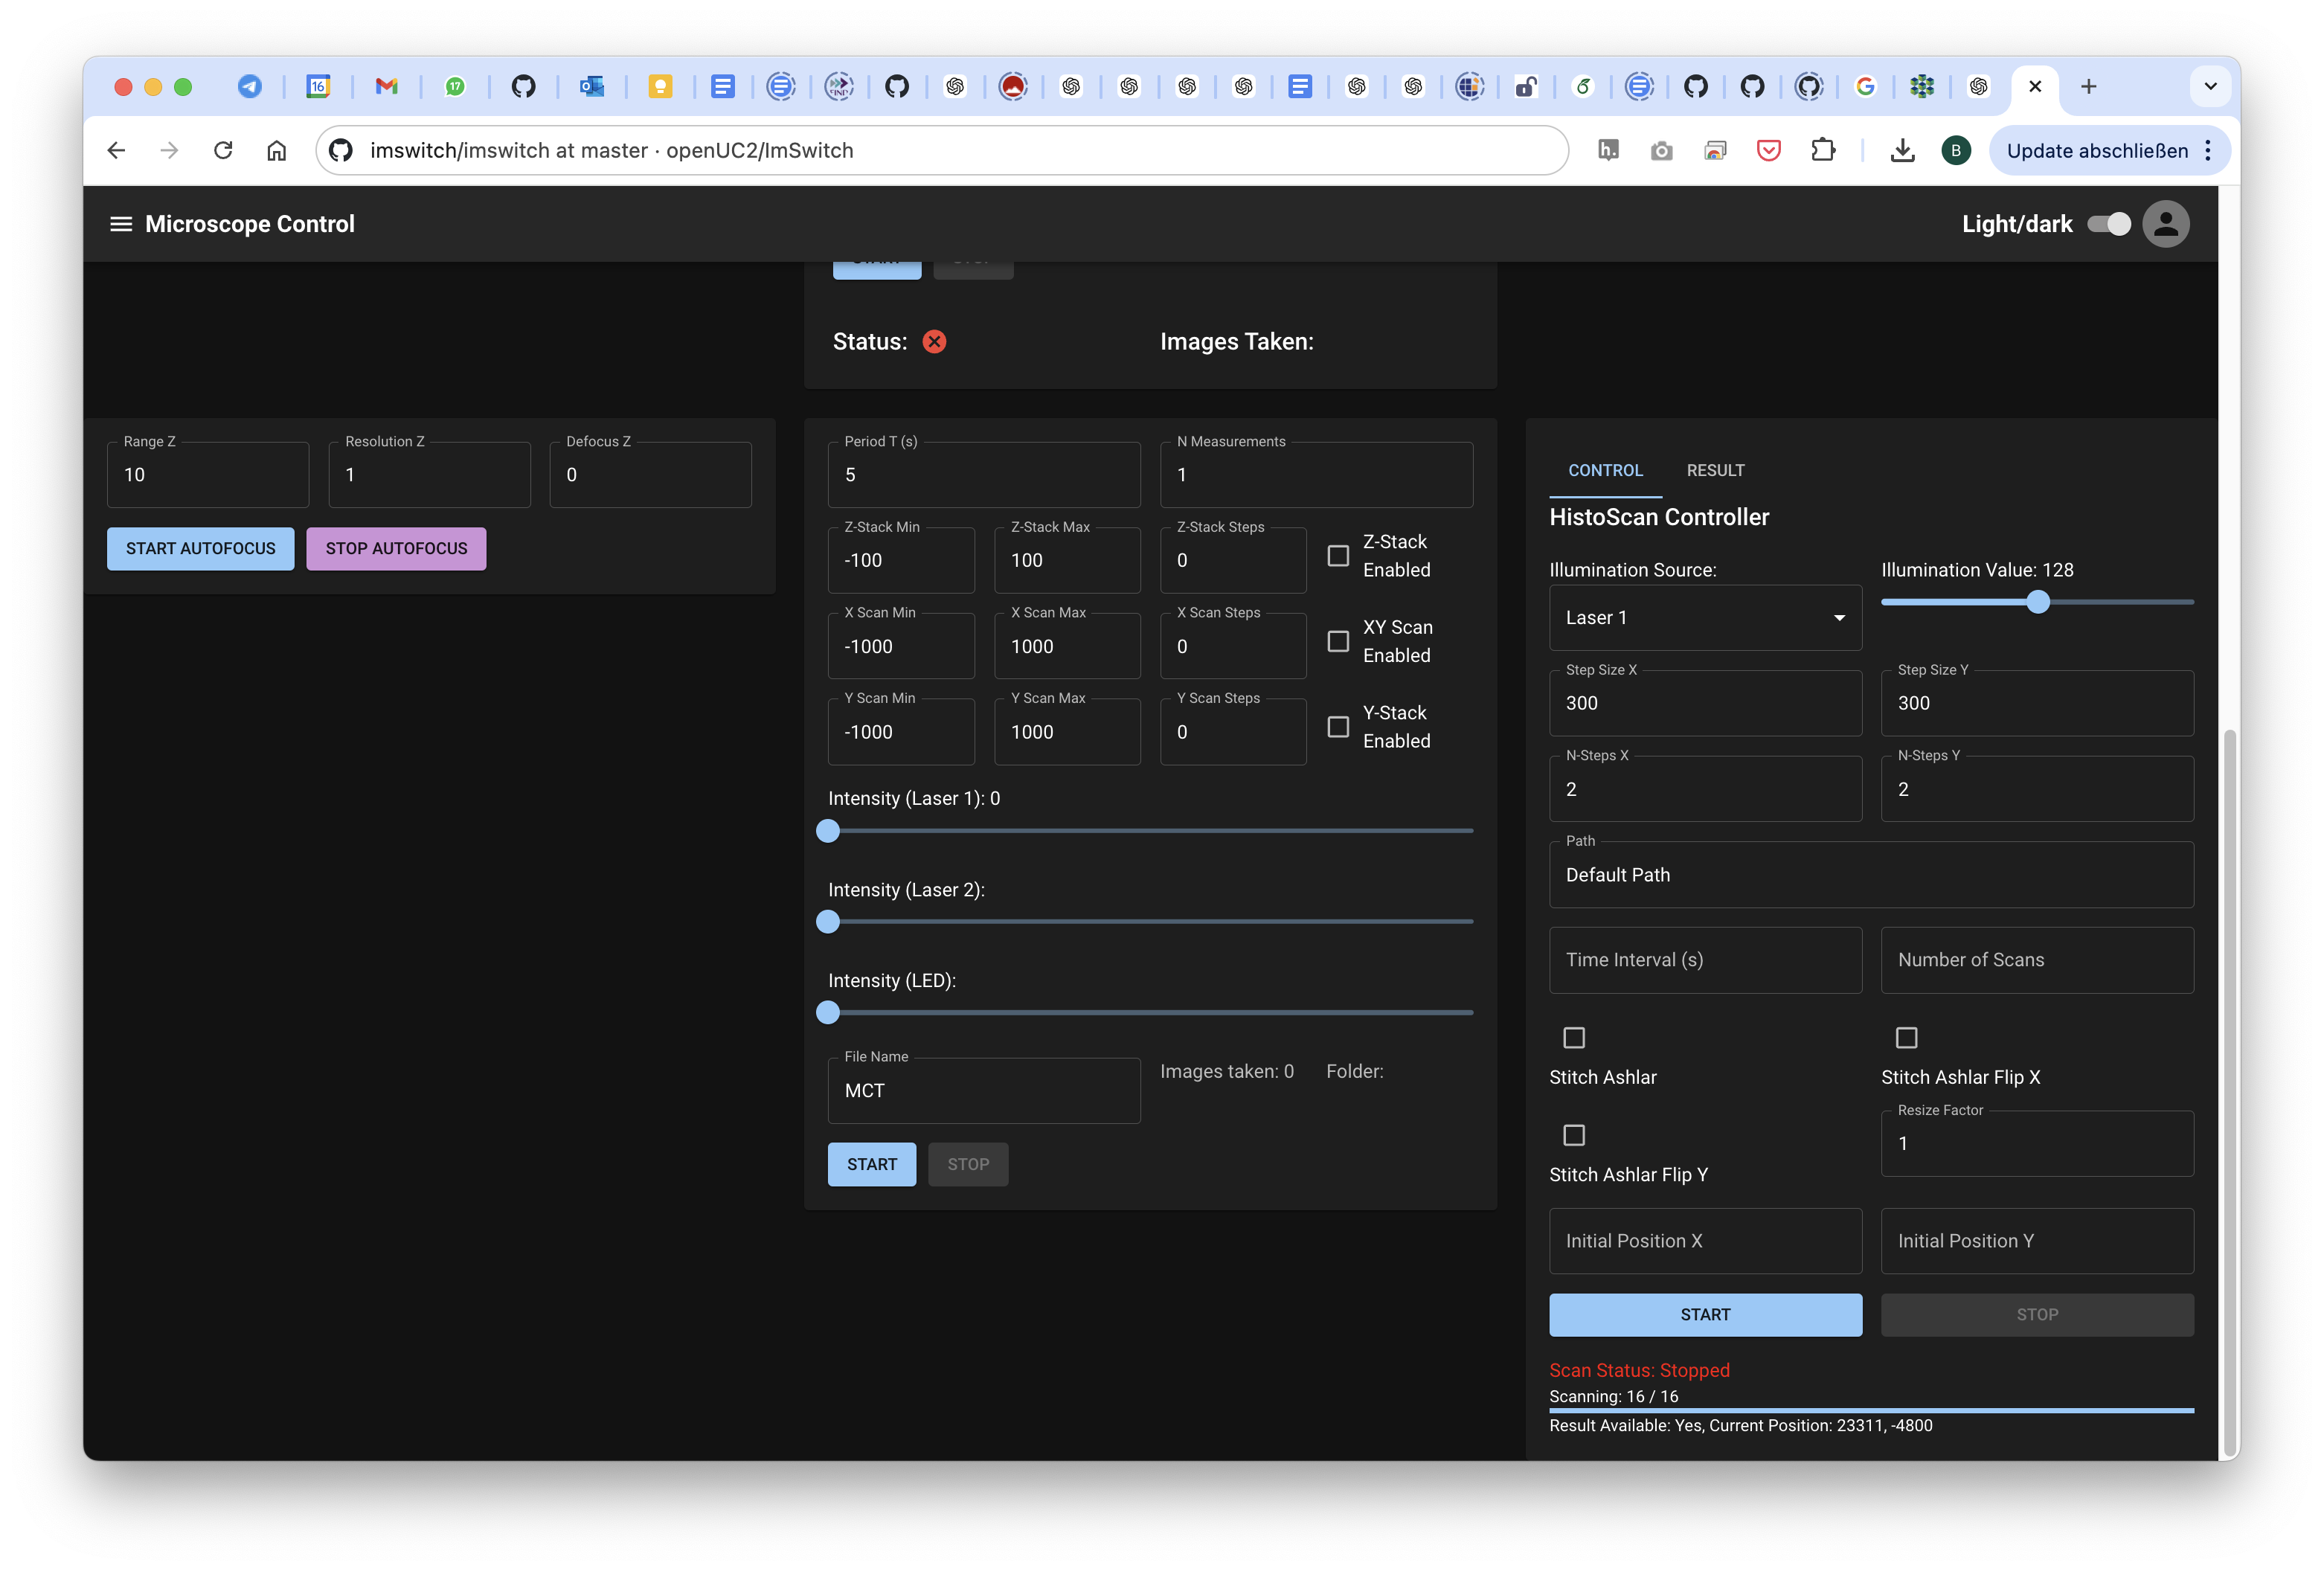 16
17
imswitch/imswitch at master · openUC2/ImSwitch
h.
B
Update abschließen
Microscope Control
Light/dark
Status:
Images Taken:
Range Z
10
Resolution Z
1
Defocus Z
0
START AUTOFOCUS
STOP AUTOFOCUS
Period T (s)
5
N Measurements
1
Z-Stack Min
-100
Z-Stack Max
100
Z-Stack Steps
0
Z-Stack
Enabled
X Scan Min
-1000
X Scan Max
1000
X Scan Steps
0
XY Scan
Enabled
Y Scan Min
-1000
Y Scan Max
1000
Y Scan Steps
0
Y-Stack
Enabled
Intensity (Laser 1): 0
Intensity (Laser 2):
Intensity (LED):
File Name
MCT
Images taken: 0
Folder:
START
STOP
CONTROL
RESULT
HistoScan Controller
Illumination Source:
Laser 1
Illumination Value: 128
Step Size X
300
Step Size Y
300
N-Steps X
2
N-Steps Y
2
Path
Default Path
Time Interval (s)
Number of Scans
Stitch Ashlar
Stitch Ashlar Flip X
Stitch Ashlar Flip Y
Resize Factor
1
Initial Position X
Initial Position Y
START
STOP
Scan Status: Stopped
Scanning: 16 / 16
Result Available: Yes, Current Position: 23311, -4800